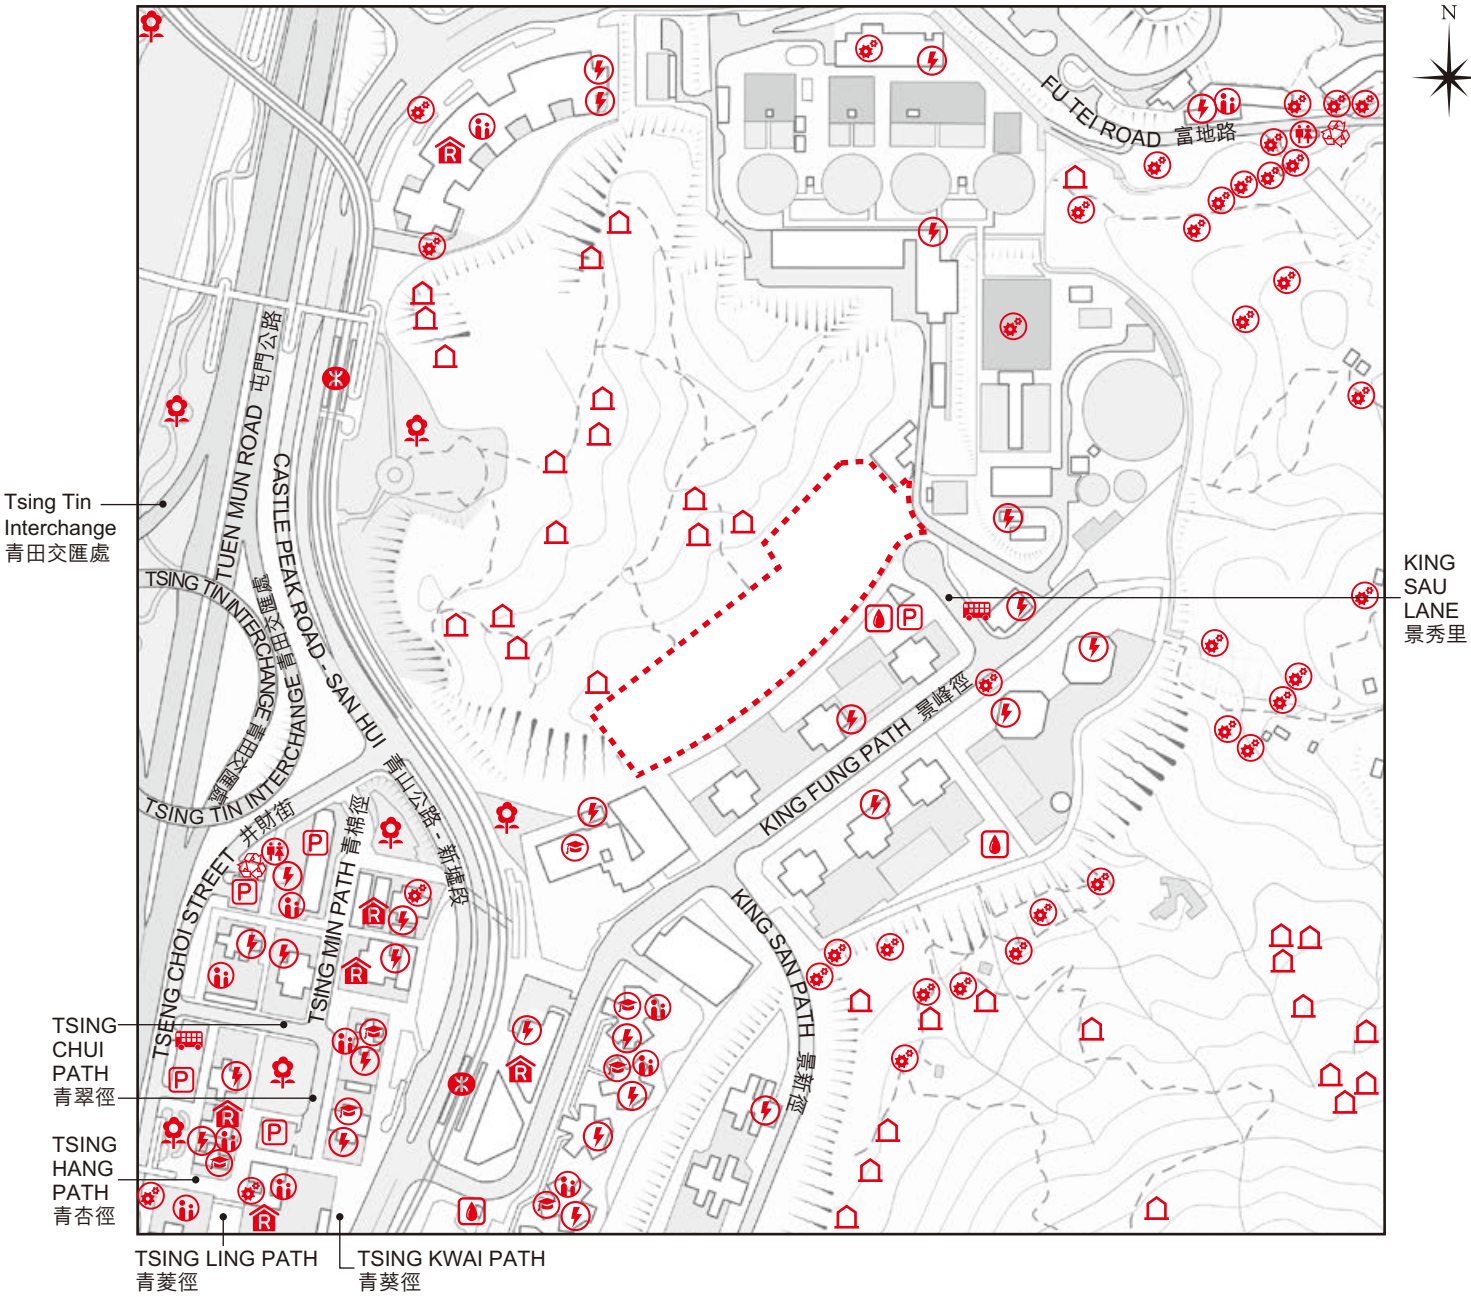 N
FU TEI ROAD 富地路
TUEN MUN ROAD 屯門公路
CASTLE PEAK ROAD - SAN HUI 青山公路 - 新墟段
Tsing Tin
Interchange
青田交匯處
TSING TIN INTERCHANGE 青田交匯處
TSING TIN INTERCHANGE 青田交匯處
KING
SAU
LANE
景秀里
KING FUNG PATH 景峰徑
KING SAN PATH 景新徑
TSENG CHOI STREET 井財街
TSING MIN PATH 青棉徑
TSING
CHUI
PATH
青翠徑
TSING
HANG
PATH
青杏徑
TSING LING PATH
青菱徑
TSING KWAI PATH
青葵徑
R
R
R
R
R
R
P
P
P
P
P